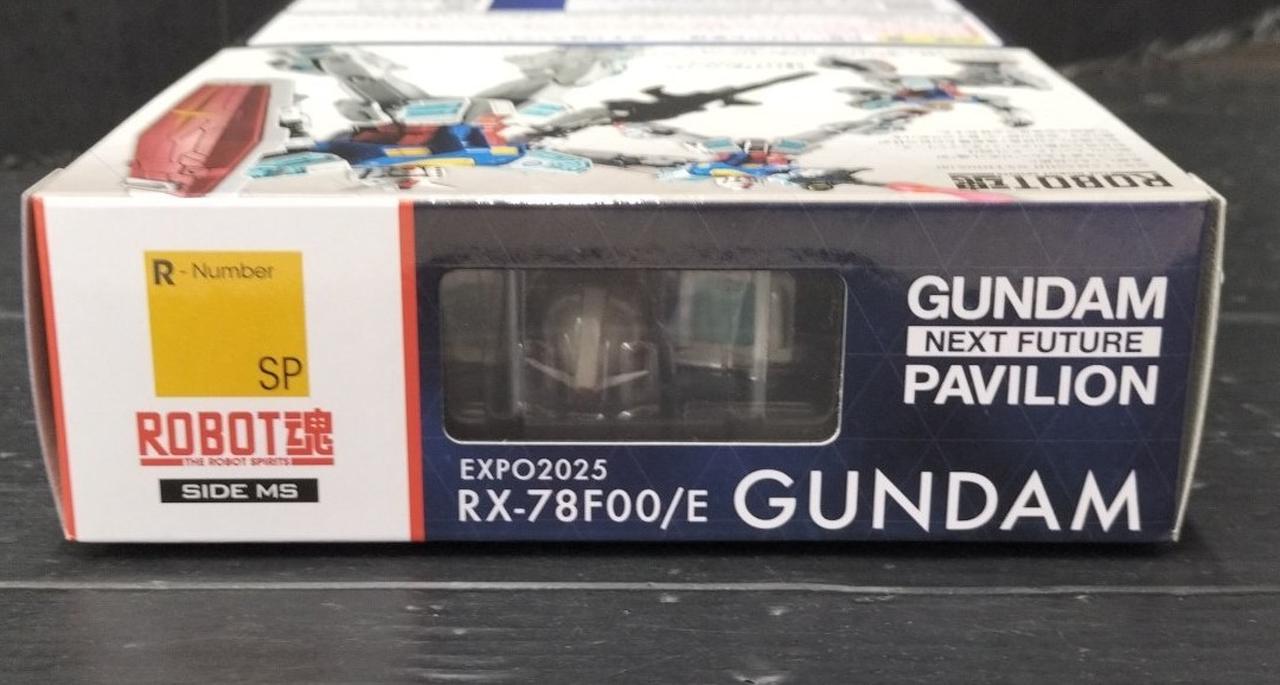 R - Number
SP
ROBOT魂
THE ROBOT SPIRITS
SIDE MS
GUNDAM
NEXT FUTURE
PAVILION
EXPO2025
RX-78F00/E GUNDAM
ROBOT魂